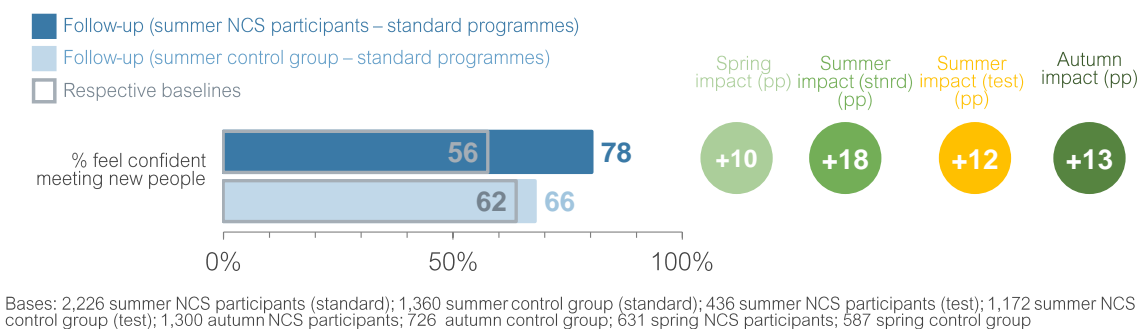 Follow-up (summer NCS participants – standard programmes)
Follow-up (summer control group – standard programmes)
Respective baselines
Spring
impact (pp)
Summer
impact (stnrd)
(pp)
Summer
impact (test)
(pp)
Autumn
impact (pp)
% feel confident
meeting new people
56
78
62
66
+10
+18
+12
+13
0%
50%
100%
Bases: 2,226 summer NCS participants (standard); 1,360 summer control group (standard); 436 summer NCS participants (test); 1,172 summer NCS
control group (test); 1,300 autumn NCS participants; 726 autumn control group; 631 spring NCS participants; 587 spring control group